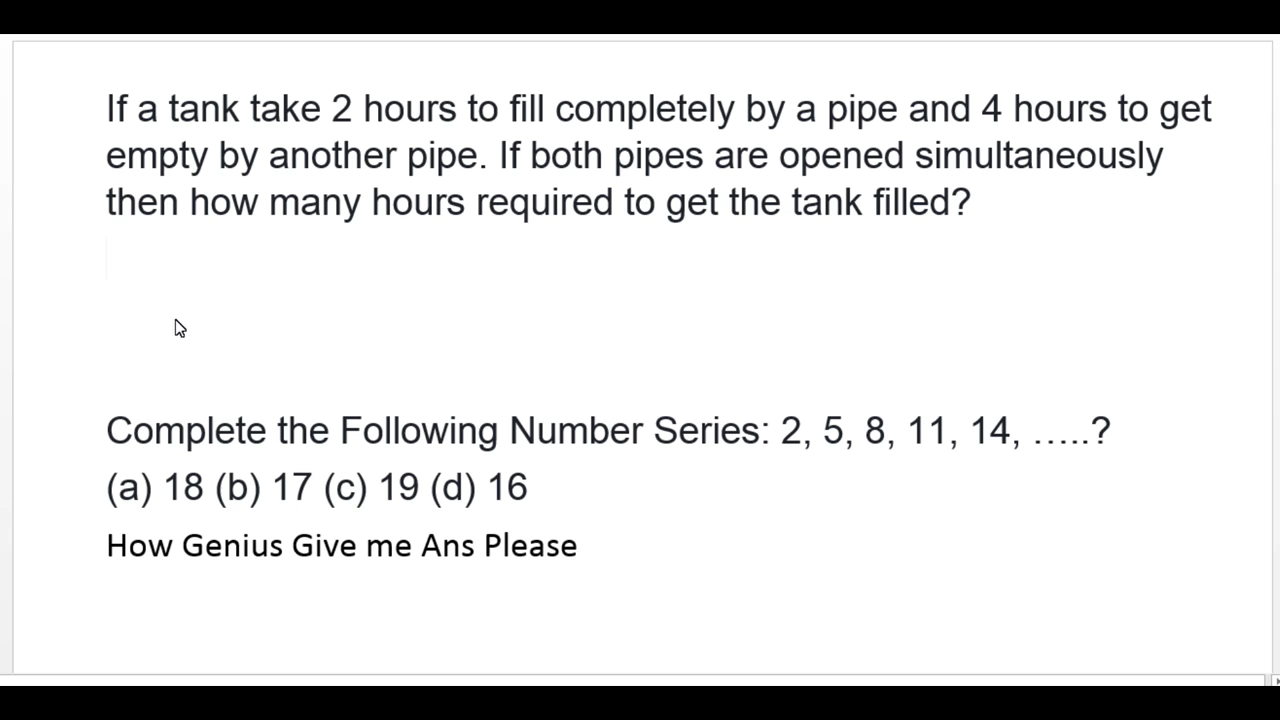 If a tank take 2 hours to fill completely by a pipe and 4 hours to get
empty by another pipe. If both pipes are opened simultaneously
then how many hours required to get the tank filled?
Complete the Following Number Series: 2, 5, 8, 11, 14, …..?
(a) 18 (b) 17 (c) 19 (d) 16
How Genius Give me Ans Please